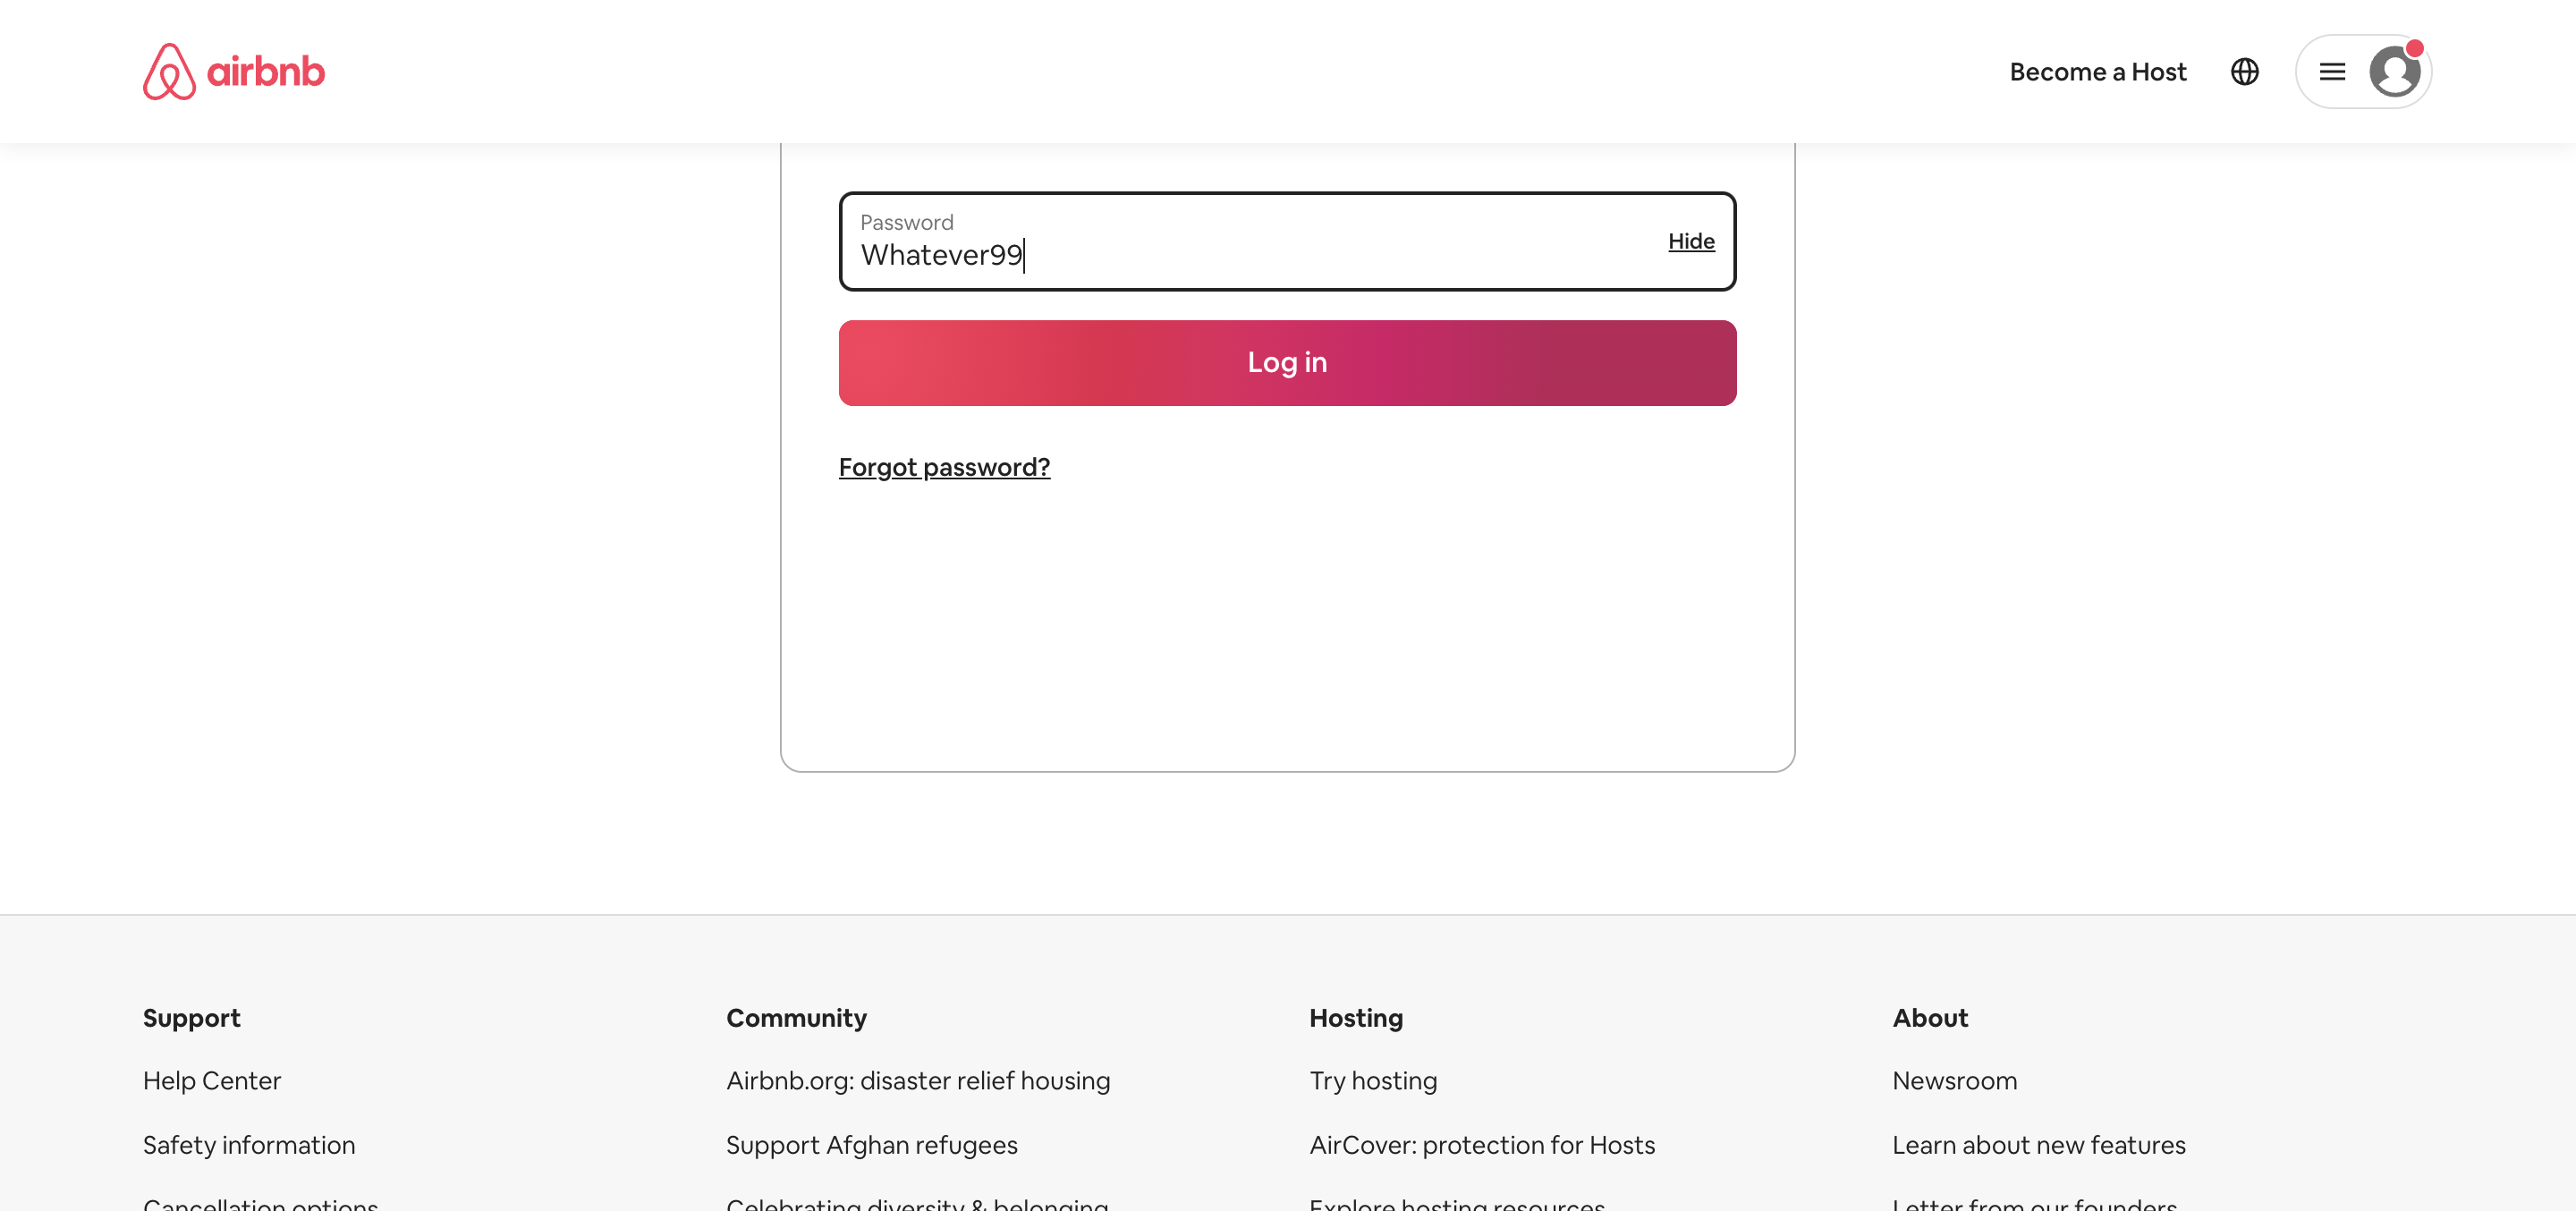 airbnb
Become a Host
Password
Whatever99
Hide
Log in
Forgot password?
Support
Community
Hosting
About
Help Center
Airbnb.org: disaster relief housing
Try hosting
Newsroom
Safety information
Support Afghan refugees
AirCover: protection for Hosts
Learn about new features
Cancellation options
Celebrating diversity & belonging
Explore hosting resources
Letter from our founders